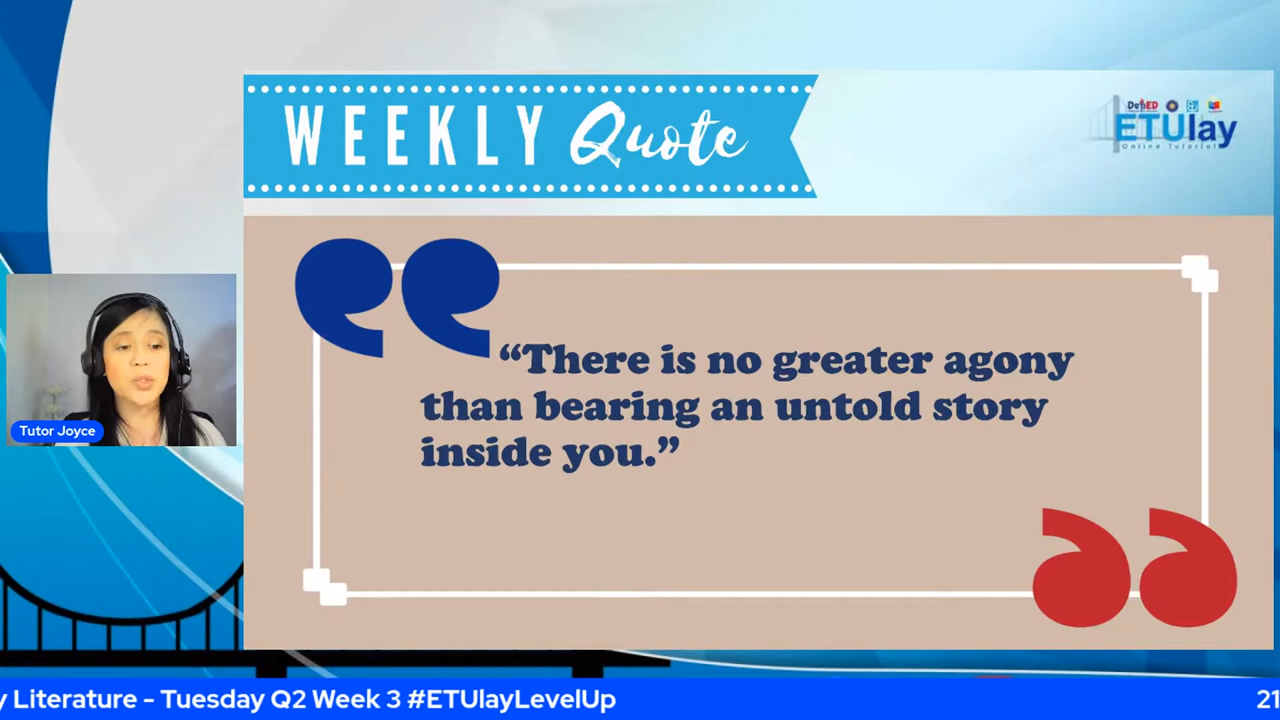 WEEKLY Quote
DepED
ETUlay
Online Tutorial
“There is no greater agony
than bearing an untold story
inside you.”
Tutor Joyce
y Literature - Tuesday Q2 Week 3 #ETUlayLevelUp
21